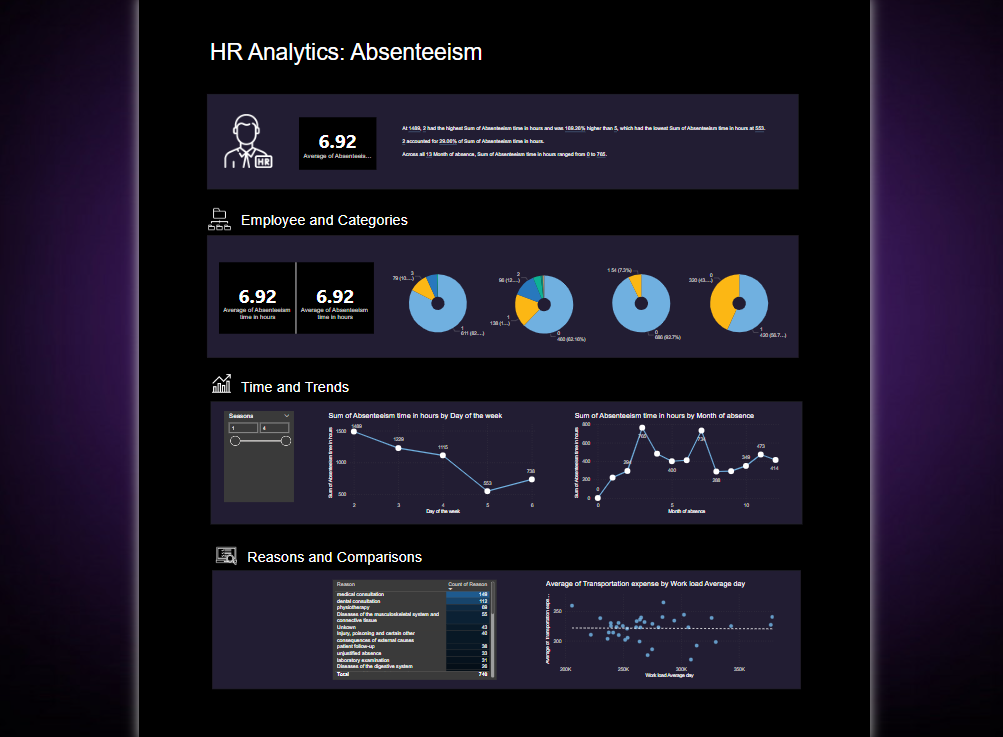 HR Analytics: Absenteeism
HR
6.92
Average of Absenteeis...
At 1489, 2 had the highest Sum of Absenteeism time in hours and was 169.26% higher than 5, which had the lowest Sum of Absenteeism time in hours at 553.
2 accounted for 29.06% of Sum of Absenteeism time in hours.
Across all 13 Month of absence, Sum of Absenteeism time in hours ranged from 0 to 765.
Employee and Categories
6.92
Average of Absenteeism
time in hours
6.92
Average of Absenteeism
time in hours
3
79 (10....)
1
611 (82....)
2
95 (12....)
1
138 (1...)
0
460 (62.16%)
1 54 (7.3%)
0
686 (92.7%)
0
320 (43....)
1
420 (56.7...)
Time and Trends
Seasons
1
4
Sum of Absenteeism time in hours by Day of the week
Sum of Absenteeism time in hours
1500
1000
500
1489
1229
1115
553
738
2
3
4
5
6
Day of the week
Sum of Absenteeism time in hours by Month of absence
Sum of Absenteeism time in hours
800
600
400
200
0
0
294
765
400
734
288
349
473
414
0
5
10
Month of absence
Reasons and Comparisons
Reason
Count of Reason
medical consultation 149
dental consultation 112
physiotherapy 69
Diseases of the musculoskeletal system and 55
connective tissue
Unkown 43
Injury, poisoning and certain other 40
consequences of external causes
patient follow-up 38
unjustified absence 33
laboratory examination 31
Diseases of the digestive system 26
Total 740
Average of Transportation expense by Work load Average day
Average of Transportation expe...
300
Work load Average day
250K
300K
350K